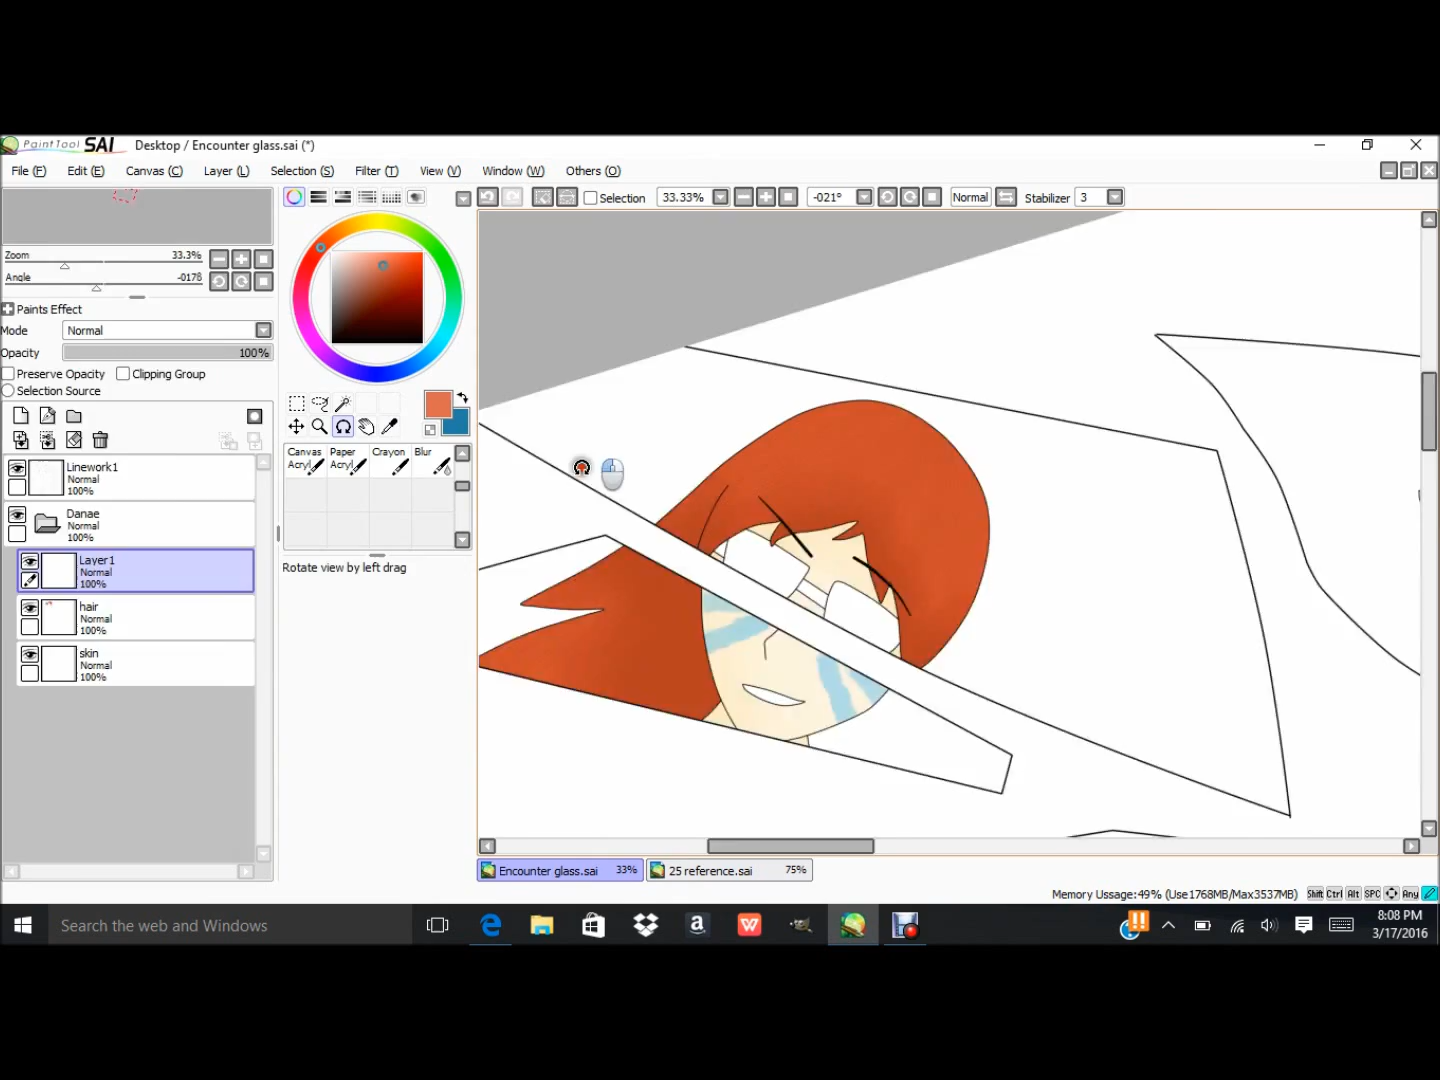 PaintTool SAI Desktop / Encounter glass.sai (*)
File (F) Edit (E) Canvas (C) Layer (L) Selection (S) Filter (T) View (V) Window (W) Others (O)
Selection 33.33% -021° Normal Stabilizer 3
Zoom 33.3%
Angle -0178
Paints Effect
Mode Normal
Opacity 100%
Preserve Opacity Clipping Group
Selection Source
Linework1
Normal
100%
Danae
Normal
100%
Layer1
Normal
100%
hair
Normal
100%
skin
Normal
100%
Canvas Paper Crayon Blur
Acryl Acryl
Rotate view by left drag
Encounter glass.sai 33% 25 reference.sai 75%
Memory Ussage:49% (Use1768MB/Max3537MB) Shift Ctrl Alt SPC Any
Search the web and Windows
8:08 PM
3/17/2016